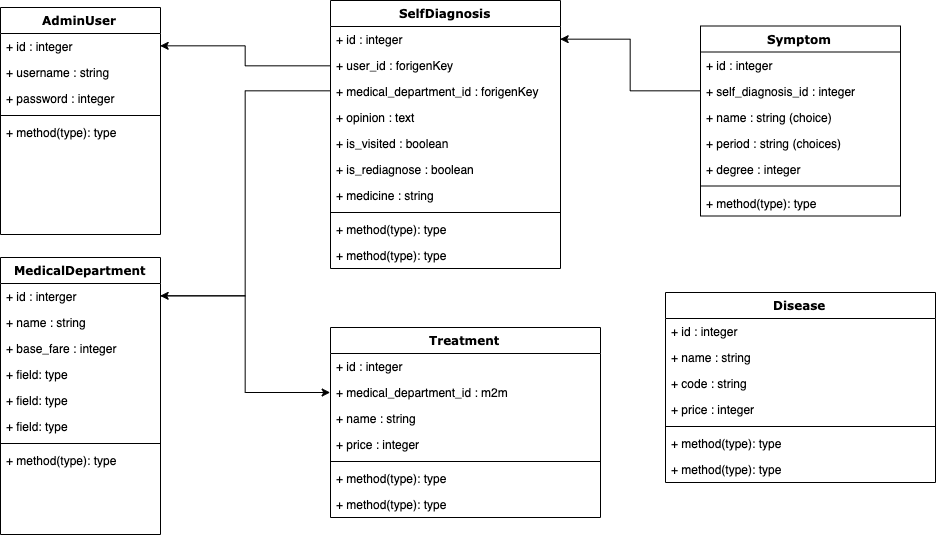 AdminUser
+ id : integer
+ username : string
+ password : integer
+ method(type): type
SelfDiagnosis
+ id : integer
+ user_id : forigenKey
+ medical_department_id : forigenKey
+ opinion : text
+ is_visited : boolean
+ is_rediagnose : boolean
+ medicine : string
+ method(type): type
+ method(type): type
Symptom
+ id : integer
+ self_diagnosis_id : integer
+ name : string (choice)
+ period : string (choices)
+ degree : integer
+ method(type): type
MedicalDepartment
+ id : interger
+ name : string
+ base_fare : integer
+ field: type
+ field: type
+ field: type
+ method(type): type
Treatment
+ id : integer
+ medical_department_id : m2m
+ name : string
+ price : integer
+ method(type): type
+ method(type): type
Disease
+ id : integer
+ name : string
+ code : string
+ price : integer
+ method(type): type
+ method(type): type